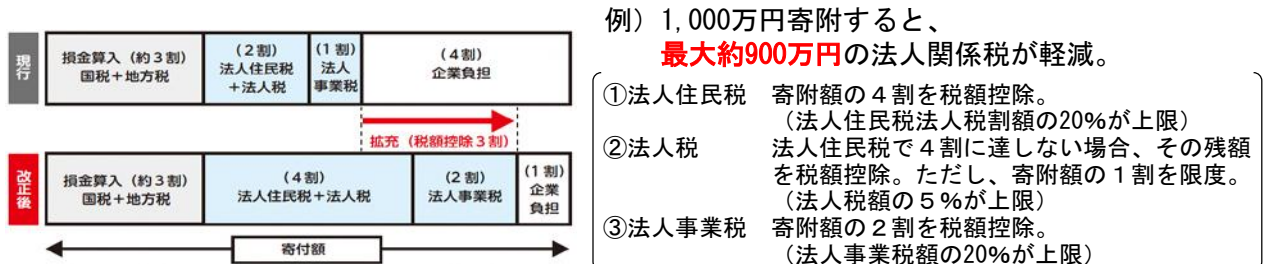 現行
損金算入（約３割）
国税＋地方税
（２割）
法人住民税
＋法人税
（１割）
法人
事業税
（４割）
企業負担
拡充（税額控除３割）
改正後
損金算入（約３割）
国税＋地方税
（４割）
法人住民税＋法人税
（２割）
法人事業税
（１割）
企業
負担
寄付額
例）1,000万円寄附すると、
最大約900万円の法人関係税が軽減。
①法人住民税　寄附額の４割を税額控除。
（法人住民税法人税割額の20%が上限）
②法人税　法人住民税で４割に達しない場合、その残額
を税額控除。ただし、寄附額の１割を限度。
（法人税額の５%が上限）
③法人事業税　寄附額の２割を税額控除。
（法人事業税額の20%が上限）